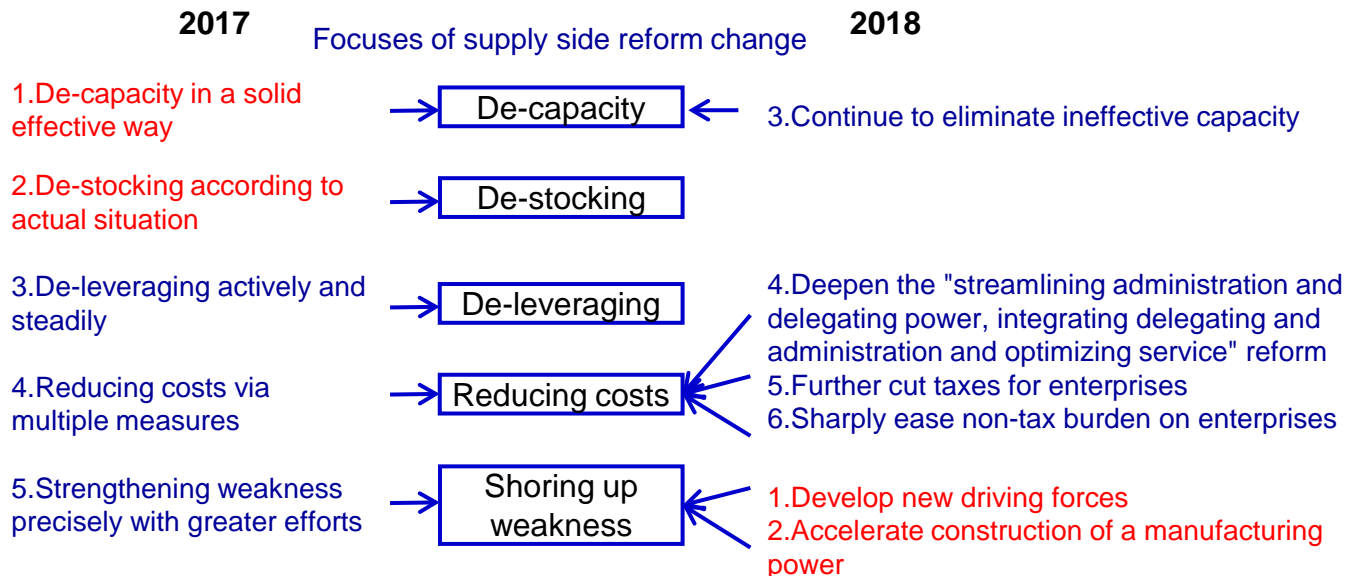 2017
Focuses of supply side reform change
2018
1.De-capacity in a solid
effective way
De-capacity
3.Continue to eliminate ineffective capacity
2.De-stocking according to
actual situation
De-stocking
3.De-leveraging actively and
steadily
De-leveraging
4.Deepen the "streamlining administration and
delegating power, integrating delegating and
administration and optimizing service" reform
4.Reducing costs via
multiple measures
Reducing costs
5.Further cut taxes for enterprises
6.Sharply ease non-tax burden on enterprises
5.Strengthening weakness
precisely with greater efforts
Shoring up
weakness
1.Develop new driving forces
2.Accelerate construction of a manufacturing
power